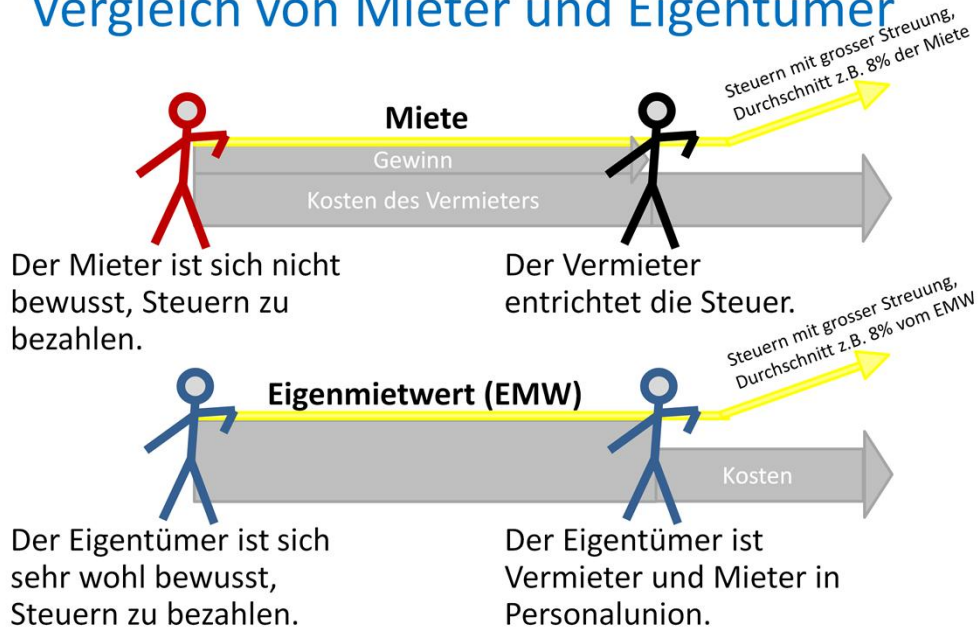 Vergleich von Mieter und Eigentümer
Steuern mit grosser Streuung,
Durchschnitt z.B. 8% der Miete
Miete
Gewinn
Kosten des Vermieters
Der Mieter ist sich nicht
bewusst, Steuern zu
bezahlen.
Der Vermieter
entrichtet die Steuer.
Steuern mit grosser Streuung,
Durchschnitt z.B. 8% vom EMW
Eigenmietwert (EMW)
Kosten
Der Eigentümer ist sich
sehr wohl bewusst,
Steuern zu bezahlen.
Der Eigentümer ist
Vermieter und Mieter in
Personalunion.